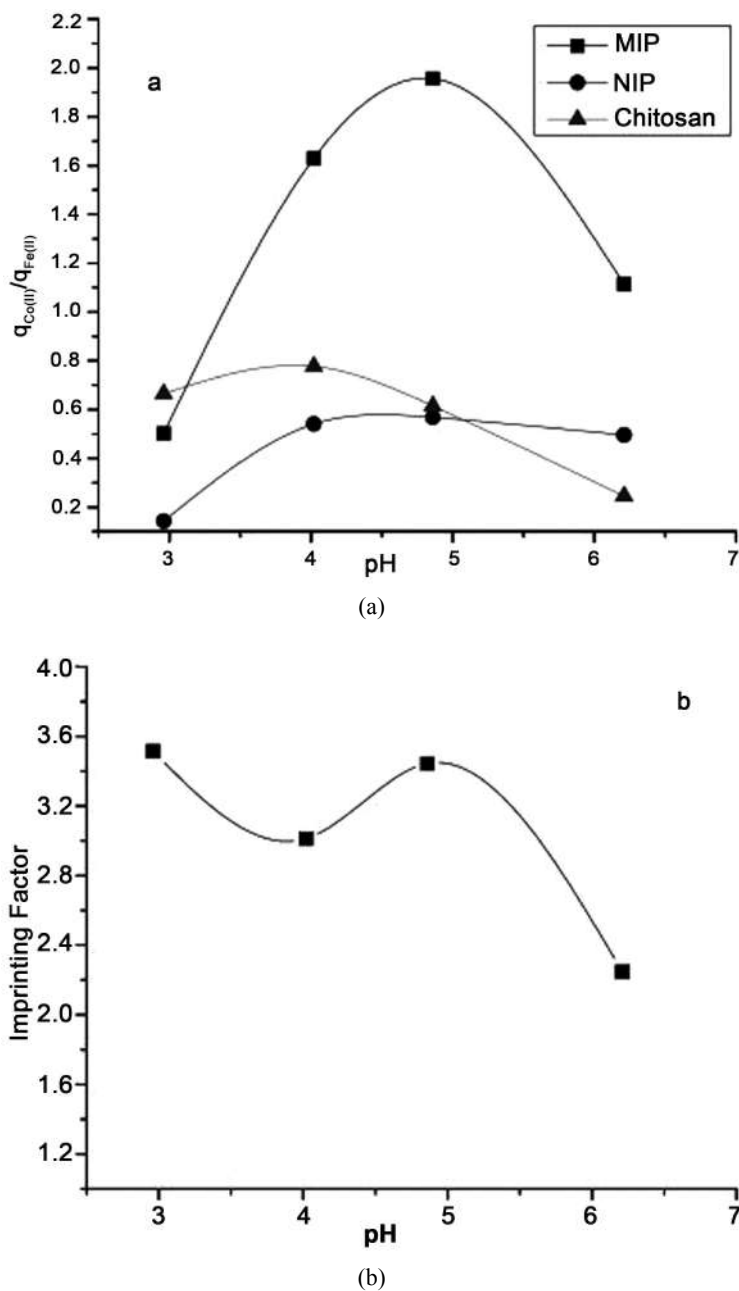 a
MIP
NIP
Chitosan
2.2
2.0
1.8
1.6
1.4
1.2
1.0
0.8
0.6
0.4
0.2
qCo(II)/qFe(II)
3 4 5 6 7
pH
(a)
b
4.0
3.6
3.2
2.8
2.4
2.0
1.6
1.2
Imprinting Factor
3 4 5 6 7
pH
(b)